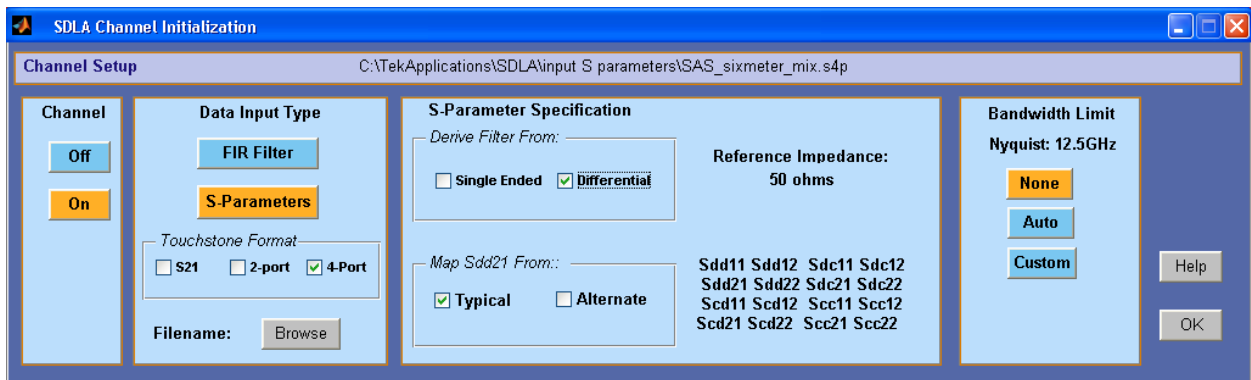 SDLA Channel Initialization
Channel Setup
C:\TekApplications\SDLA\input S parameters\SAS_sixmeter_mix.s4p
Channel
Off
On
Data Input Type
FIR Filter
S-Parameters
Touchstone Format
S21 2-port 4-Port
Filename: Browse
S-Parameter Specification
Derive Filter From:
Single Ended Differential
Reference Impedance:
50 ohms
Map Sdd21 From::
Typical Alternate
Sdd11 Sdd12 Sdc11 Sdc12
Sdd21 Sdd22 Sdc21 Sdc22
Scd11 Scd12 Scc11 Scc12
Scd21 Scd22 Scc21 Scc22
Bandwidth Limit
Nyquist: 12.5GHz
None
Auto
Custom
Help
OK